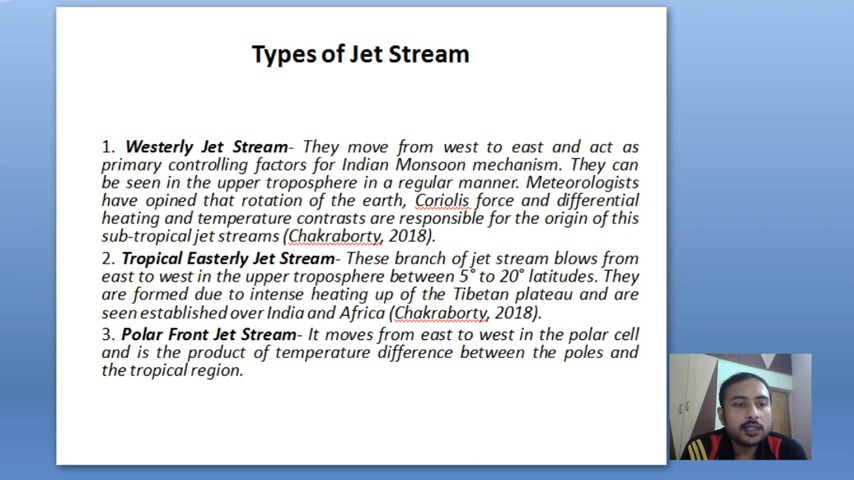 Types of Jet Stream
1. Westerly Jet Stream- They move from west to east and act as
primary controlling factors for Indian Monsoon mechanism. They can
be seen in the upper troposphere in a regular manner. Meteorologists
have opined that rotation of the earth, Coriolis force and differential
heating and temperature contrasts are responsible for the origin of this
sub-tropical jet streams (Chakraborty, 2018).
2. Tropical Easterly Jet Stream- These branch of jet stream blows from
east to west in the upper troposphere between 5° to 20° latitudes. They
are formed due to intense heating up of the Tibetan plateau and are
seen established over India and Africa (Chakraborty, 2018).
3. Polar Front Jet Stream- It moves from east to west in the polar cell
and is the product of temperature difference between the poles and
the tropical region.